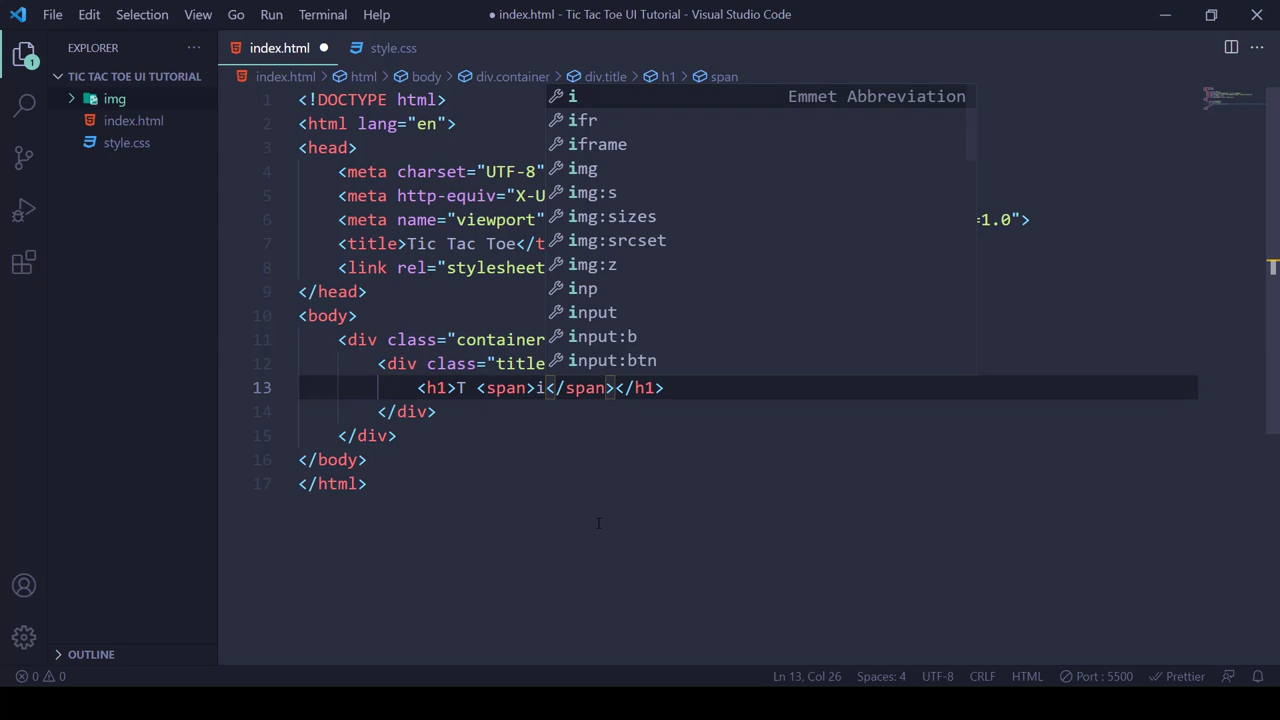 File Edit Selection View Go Run Terminal Help
● index.html - Tic Tac Toe UI Tutorial - Visual Studio Code
EXPLORER
TIC TAC TOE UI TUTORIAL
img
index.html
style.css
OUTLINE
index.html ● style.css
index.html > html > body > div.container > div.title > h1 > span
1 <!DOCTYPE html>
2 <html lang="en">
3 <head>
4 <meta charset="UTF-8"
5 <meta http-equiv="X-U
6 <meta name="viewport" =1.0">
7 <title>Tic Tac Toe</t
8 <link rel="stylesheet
9 </head>
10 <body>
11 <div class="container
12 <div class="title
13 <h1>T <span>i</span></h1>
14 </div>
15 </div>
16 </body>
17 </html>
i Emmet Abbreviation
ifr
iframe
img
img:s
img:sizes
img:srcset
img:z
inp
input
input:b
input:btn
1
0 0 Ln 13, Col 26 Spaces: 4 UTF-8 CRLF HTML Port : 5500 Prettier